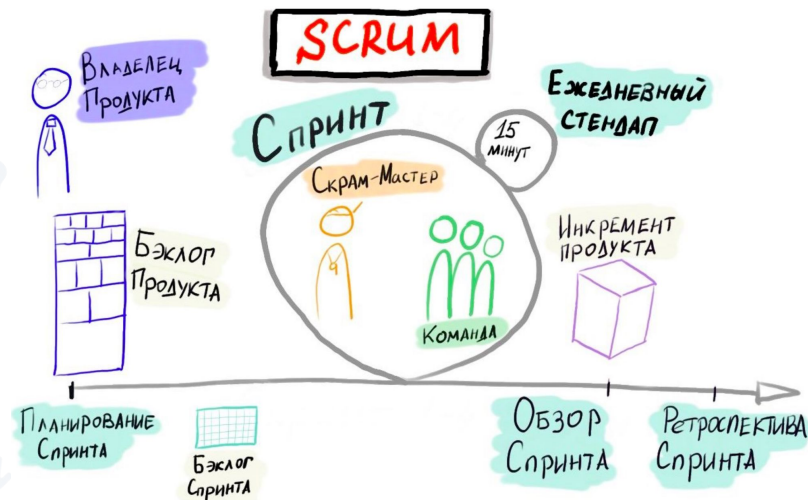 SCRUM
Владелец
Продукта
Спринт
15
минут
Ежедневный
стендап
Скрам-Мастер
Бэклог
Продукта
Команда
Инкремент
продукта
Планирование
Спринта
Бэклог
Спринта
Обзор
Спринта
Ретроспектива
Спринта